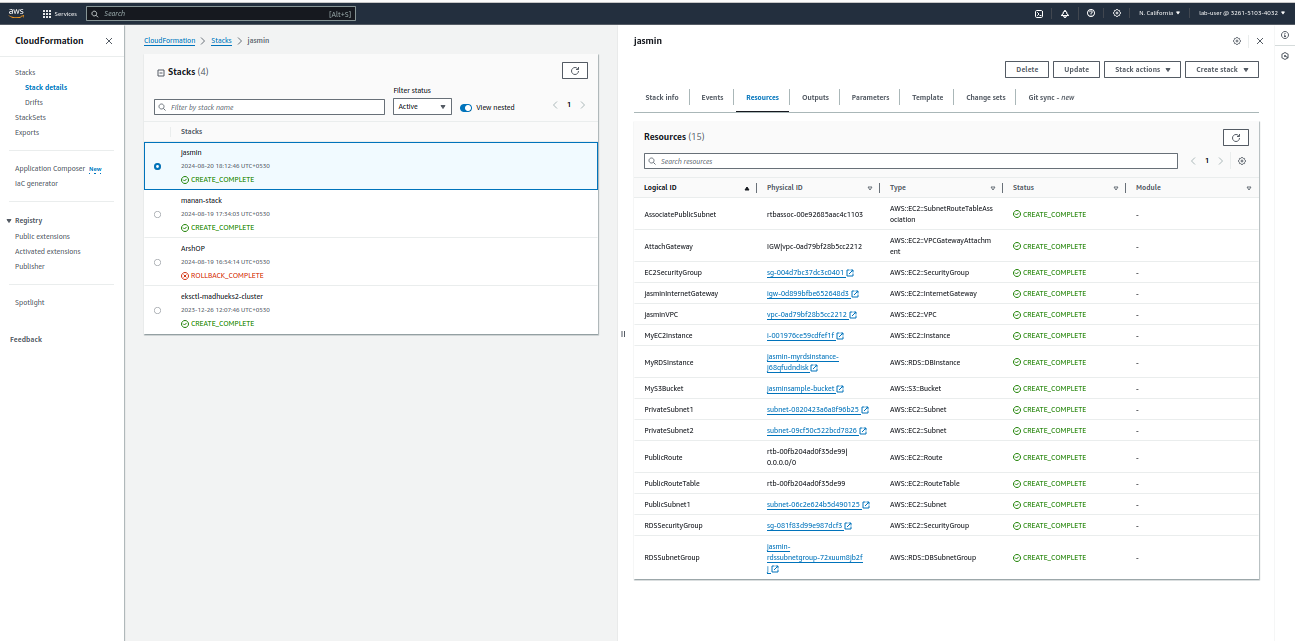 aws
Services
Search
[Alt+S]
N. California
lab-user @ 3261-5103-4032
CloudFormation
Stacks
Stack details
Drifts
StackSets
Exports
Application Composer New
IaC generator
Registry
Public extensions
Activated extensions
Publisher
Spotlight
Feedback
CloudFormation > Stacks > jasmin
Stacks (4)
Filter status
Filter by stack name
Active
View nested
1
Stacks
jasmin
2024-08-20 18:12:46 UTC+0530
CREATE_COMPLETE
manan-stack
2024-08-19 17:34:03 UTC+0530
CREATE_COMPLETE
ArshOP
2024-08-19 16:54:14 UTC+0530
ROLLBACK_COMPLETE
eksctl-madhueks2-cluster
2023-12-26 12:07:46 UTC+0530
CREATE_COMPLETE
jasmin
Delete
Update
Stack actions
Create stack
Stack info
Events
Resources
Outputs
Parameters
Template
Change sets
Git sync - new
Resources (15)
Search resources
1
Logical ID Physical ID Type Status Module
AssociatePublicSubnet rtbassoc-00e92685aac4c1103 AWS::EC2::SubnetRouteTableAss CREATE_COMPLETE -
ociation
AttachGateway IGW|vpc-0ad79bf28b5cc2212 AWS::EC2::VPCGatewayAttachm CREATE_COMPLETE -
ent
EC2SecurityGroup sg-004d7bc37dc3c0401 AWS::EC2::SecurityGroup CREATE_COMPLETE -
jasminInternetGateway igw-0d899bfbe652648d3 AWS::EC2::InternetGateway CREATE_COMPLETE -
jasminVPC vpc-0ad79bf28b5cc2212 AWS::EC2::VPC CREATE_COMPLETE -
MyEC2Instance i-001976ce59cdfef1f AWS::EC2::Instance CREATE_COMPLETE -
MyRDSInstance jasmin-myrdsinstance- AWS::RDS::DBInstance CREATE_COMPLETE -
j68qfudndisk
MyS3Bucket jasminsample-bucket AWS::S3::Bucket CREATE_COMPLETE -
PrivateSubnet1 subnet-0820423a6a8f96b25 AWS::EC2::Subnet CREATE_COMPLETE -
PrivateSubnet2 subnet-09cf50c522bcd7826 AWS::EC2::Subnet CREATE_COMPLETE -
PublicRoute rtb-00fb204ad0f35de99| AWS::EC2::Route CREATE_COMPLETE -
0.0.0.0/0
PublicRouteTable rtb-00fb204ad0f35de99 AWS::EC2::RouteTable CREATE_COMPLETE -
PublicSubnet1 subnet-06c2e624b5d490125 AWS::EC2::Subnet CREATE_COMPLETE -
RDSSecurityGroup sg-081f83d99e987dcf3 AWS::EC2::SecurityGroup CREATE_COMPLETE -
RDSSubnetGroup jasmin- AWS::RDS::DBSubnetGroup CREATE_COMPLETE -
rdssubnetgroup-72xuum8jb2f
j